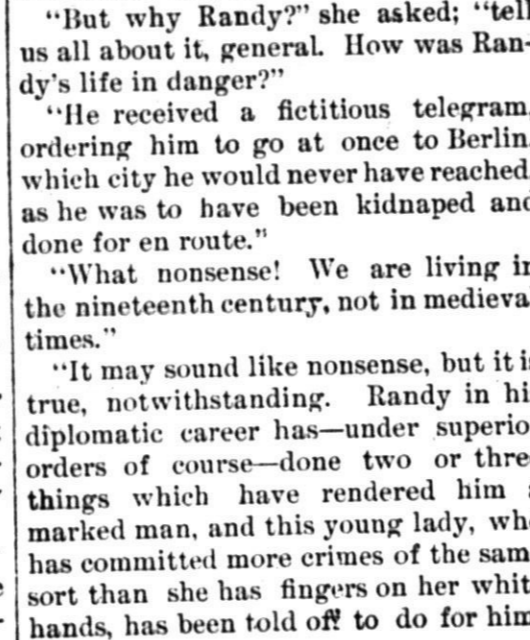 "But why Randy?" she asked; "tell
us all about it, general. How was Ran-
dy's life in danger?"
"He received a fictitious telegram,
ordering him to go at once to Berlin,
which city he would never have reached,
as he was to have been kidnaped and
done for en route."
"What nonsense! We are living in
the nineteenth century, not in medieva
times."
"It may sound like nonsense, but it i
true, notwithstanding. Randy in hi
diplomatic career has—under superio
orders of course—done two or thre
things which have rendered him
marked man, and this young lady, wh
has committed more crimes of the sam
sort than she has fingers on her whit
hands, has been told off to do for him